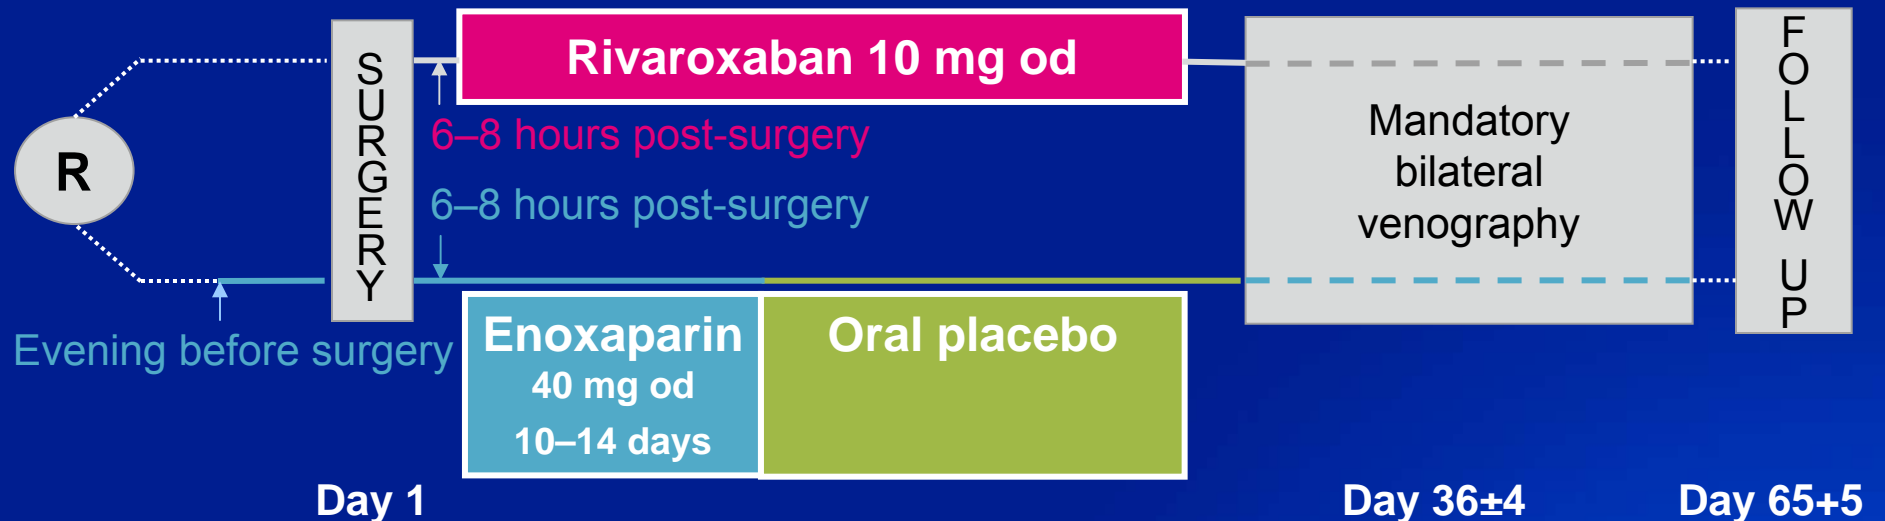 R
SURGERY
Rivaroxaban 10 mg od
6–8 hours post-surgery
6–8 hours post-surgery
Evening before surgery
Enoxaparin
40 mg od
10–14 days
Oral placebo
Mandatory
bilateral
venography
FOLLOW UP
Day 1
Day 36±4
Day 65+5